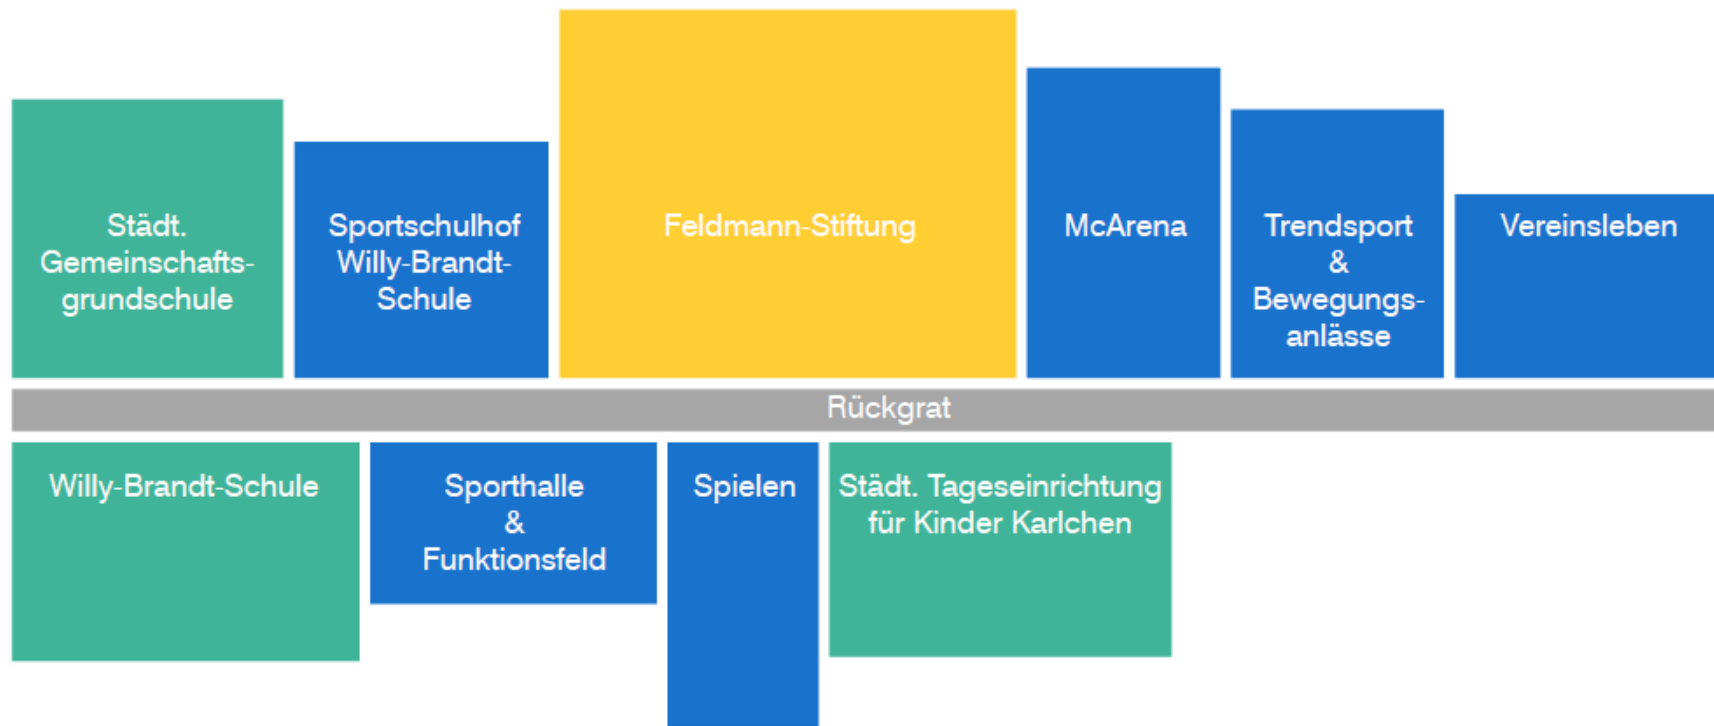 Städt.
Gemeinschafts-
grundschule
Sportschulhof
Willy-Brandt-
Schule
Feldmann-Stiftung
McArena
Trendsport
&
Bewegungs-
anlässe
Vereinsleben
Rückgrat
Willy-Brandt-Schule
Sporthalle
&
Funktionsfeld
Spielen
Städt. Tageseinrichtung
für Kinder Karlchen